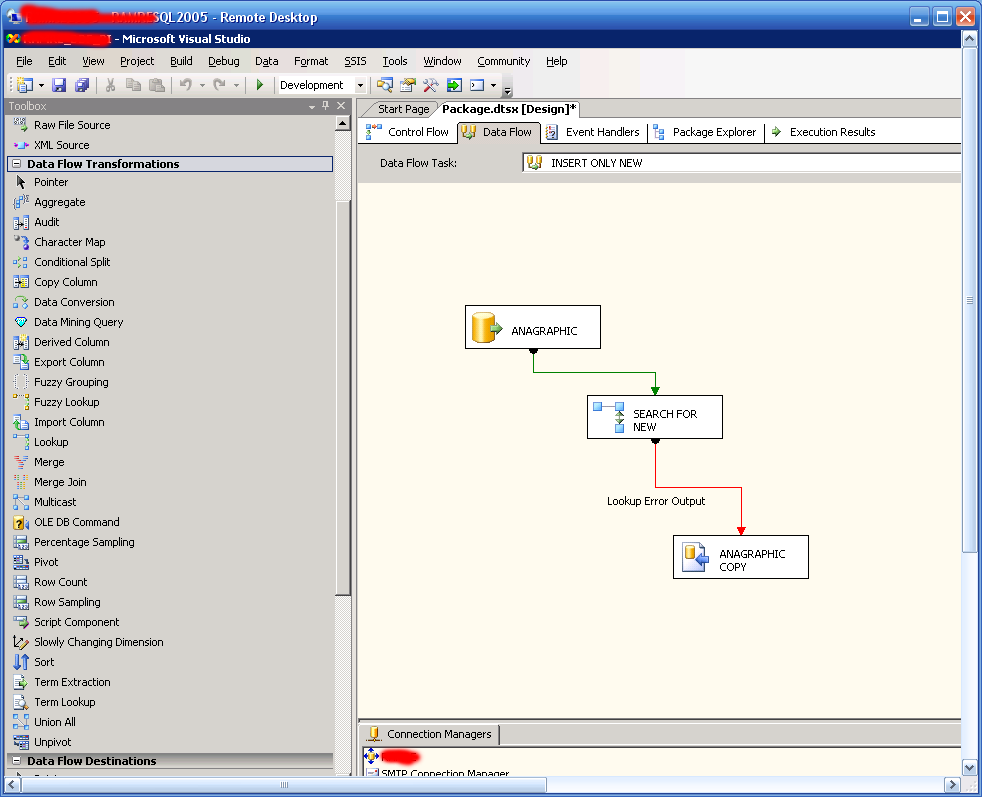 - Remote Desktop
- Microsoft Visual Studio
File Edit View Project Build Debug Data Format SSIS Tools Window Community Help
Development
Toolbox
Start Page Package.dtsx [Design]*
Raw File Source
XML Source
Data Flow Transformations
Pointer
Aggregate
Audit
Character Map
Conditional Split
Copy Column
Data Conversion
Data Mining Query
Derived Column
Export Column
Fuzzy Grouping
Fuzzy Lookup
Import Column
Lookup
Merge
Merge Join
Multicast
OLE DB Command
Percentage Sampling
Pivot
Row Count
Row Sampling
Script Component
Slowly Changing Dimension
Sort
Term Extraction
Term Lookup
Union All
Unpivot
Data Flow Destinations
Control Flow Data Flow Event Handlers Package Explorer Execution Results
Data Flow Task: INSERT ONLY NEW
ANAGRAPHIC
SEARCH FOR
NEW
Lookup Error Output
ANAGRAPHIC
COPY
Connection Managers
SMTP Connection Manager